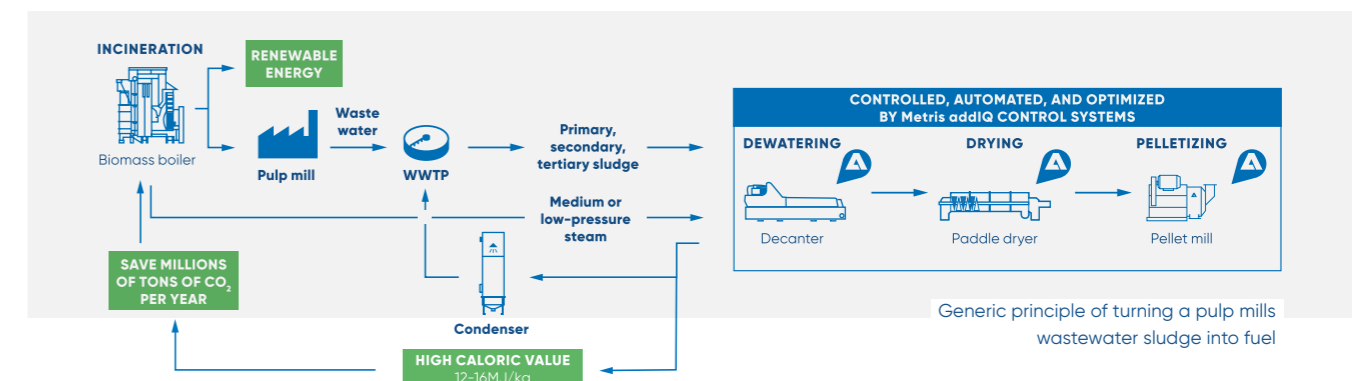 INCINERATION
Biomass boiler
RENEWABLE
ENERGY
Pulp mill
Waste
water
WWTP
Primary,
secondary,
tertiary sludge
Medium or
low-pressure
steam
CONTROLLED, AUTOMATED, AND OPTIMIZED
BY Metris addIQ CONTROL SYSTEMS
DEWATERING
DRYING
PELLETIZING
Decanter
Paddle dryer
Pellet mill
SAVE MILLIONS
OF TONS OF CO₂
PER YEAR
Condenser
HIGH CALORIC VALUE
12-16MJ/kg
Generic principle of turning a pulp mills
wastewater sludge into fuel